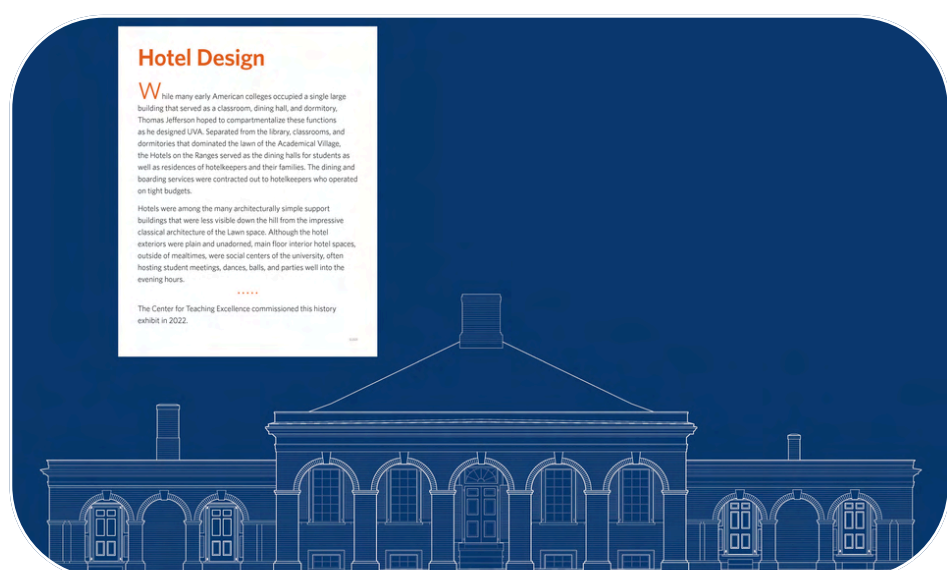 Hotel Design
While many early American colleges occupied a single large
building that served as a classroom, dining hall, and dormitory,
Thomas Jefferson hoped to compartmentalize these functions
as he designed UVA. Separated from the library, classrooms, and
dormitories that dominated the lawn of the Academical Village,
the Hotels on the Ranges served as the dining halls for students as
well as residences of hotelkeepers and their families. The dining and
boarding services were contracted out to hotelkeepers who operated
on tight budgets.
Hotels were among the many architecturally simple support
buildings that were less visible down the hill from the impressive
classical architecture of the Lawn space. Although the hotel
exteriors were plain and unadorned, main floor interior hotel spaces,
outside of mealtimes, were social centers of the university, often
hosting student meetings, dances, balls, and parties well into the
evening hours.
The Center for Teaching Excellence commissioned this history
exhibit in 2022.